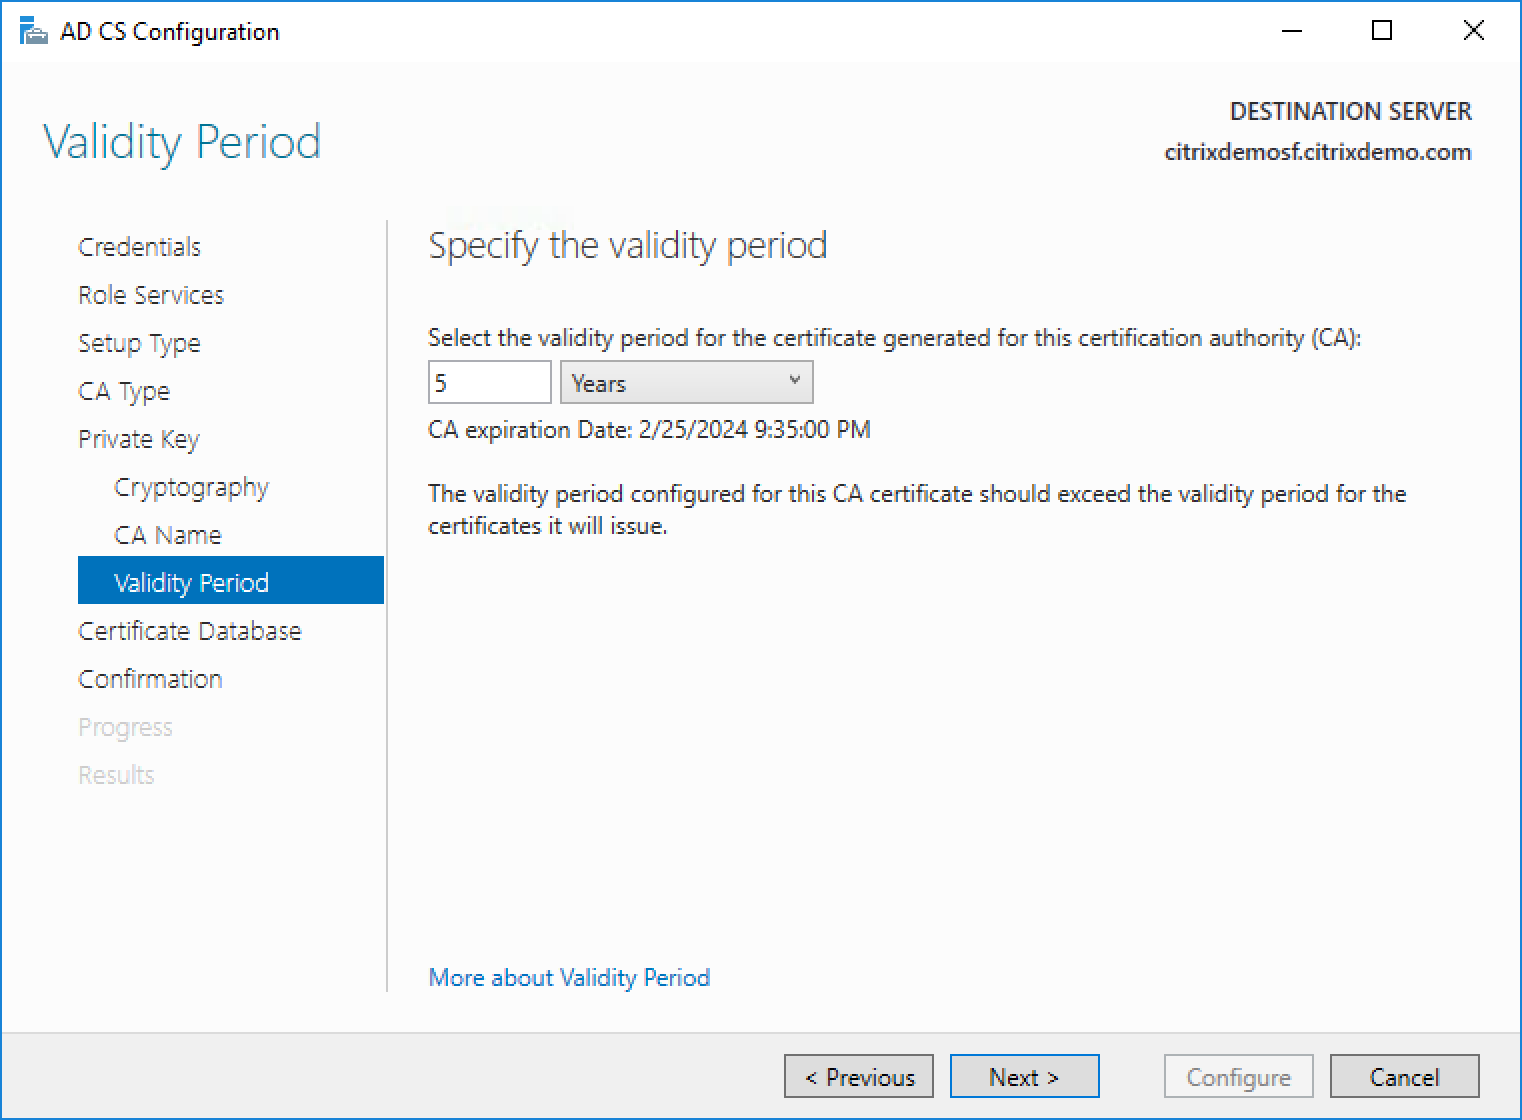 AD CS Configuration
Validity Period
DESTINATION SERVER
citrixdemosf.citrixdemo.com
Credentials
Role Services
Setup Type
CA Type
Private Key
Cryptography
CA Name
Validity Period
Certificate Database
Confirmation
Progress
Results
Specify the validity period
Select the validity period for the certificate generated for this certification authority (CA):
5 Years
CA expiration Date: 2/25/2024 9:35:00 PM
The validity period configured for this CA certificate should exceed the validity period for the
certificates it will issue.
More about Validity Period
< Previous Next > Configure Cancel